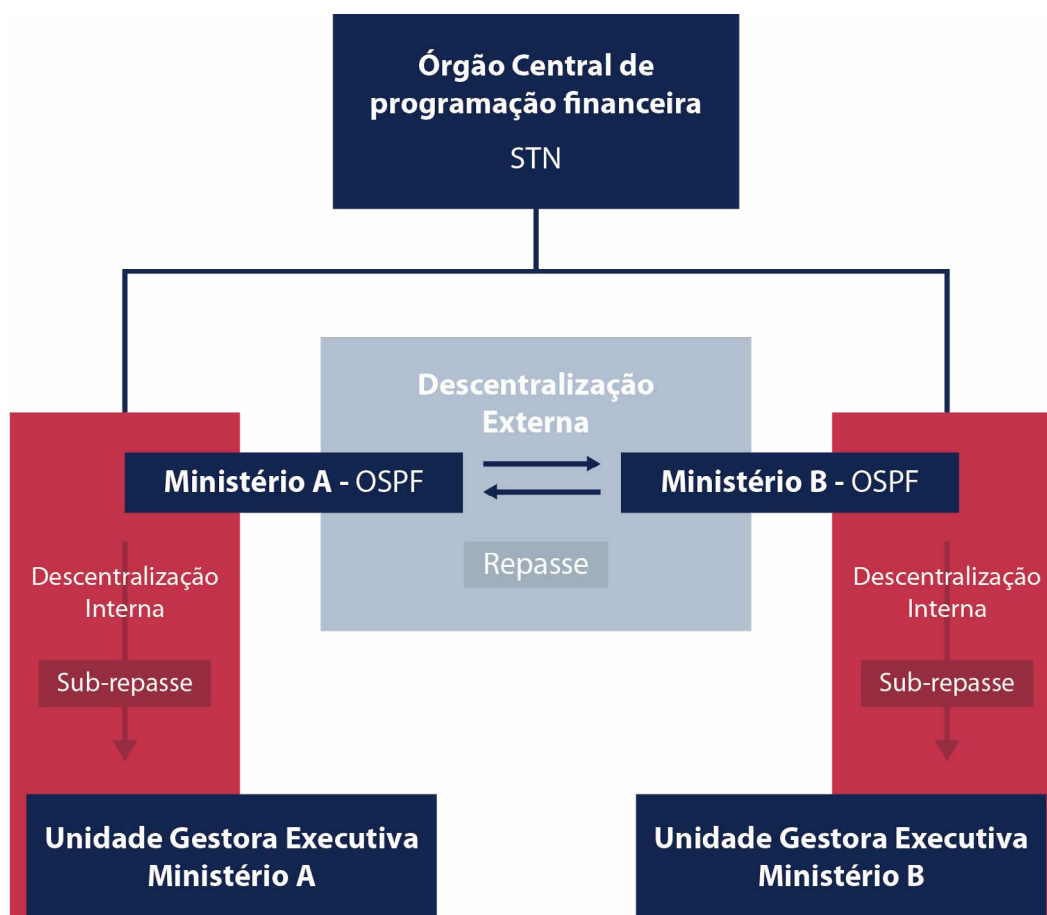 Órgão Central de
programação financeira
STN
Descentralização
Externa
Ministério A - OSPF
Ministério B - OSPF
Repasse
Descentralização
Interna
Descentralização
Interna
Sub-repasse
Sub-repasse
Unidade Gestora Executiva
Ministério A
Unidade Gestora Executiva
Ministério B